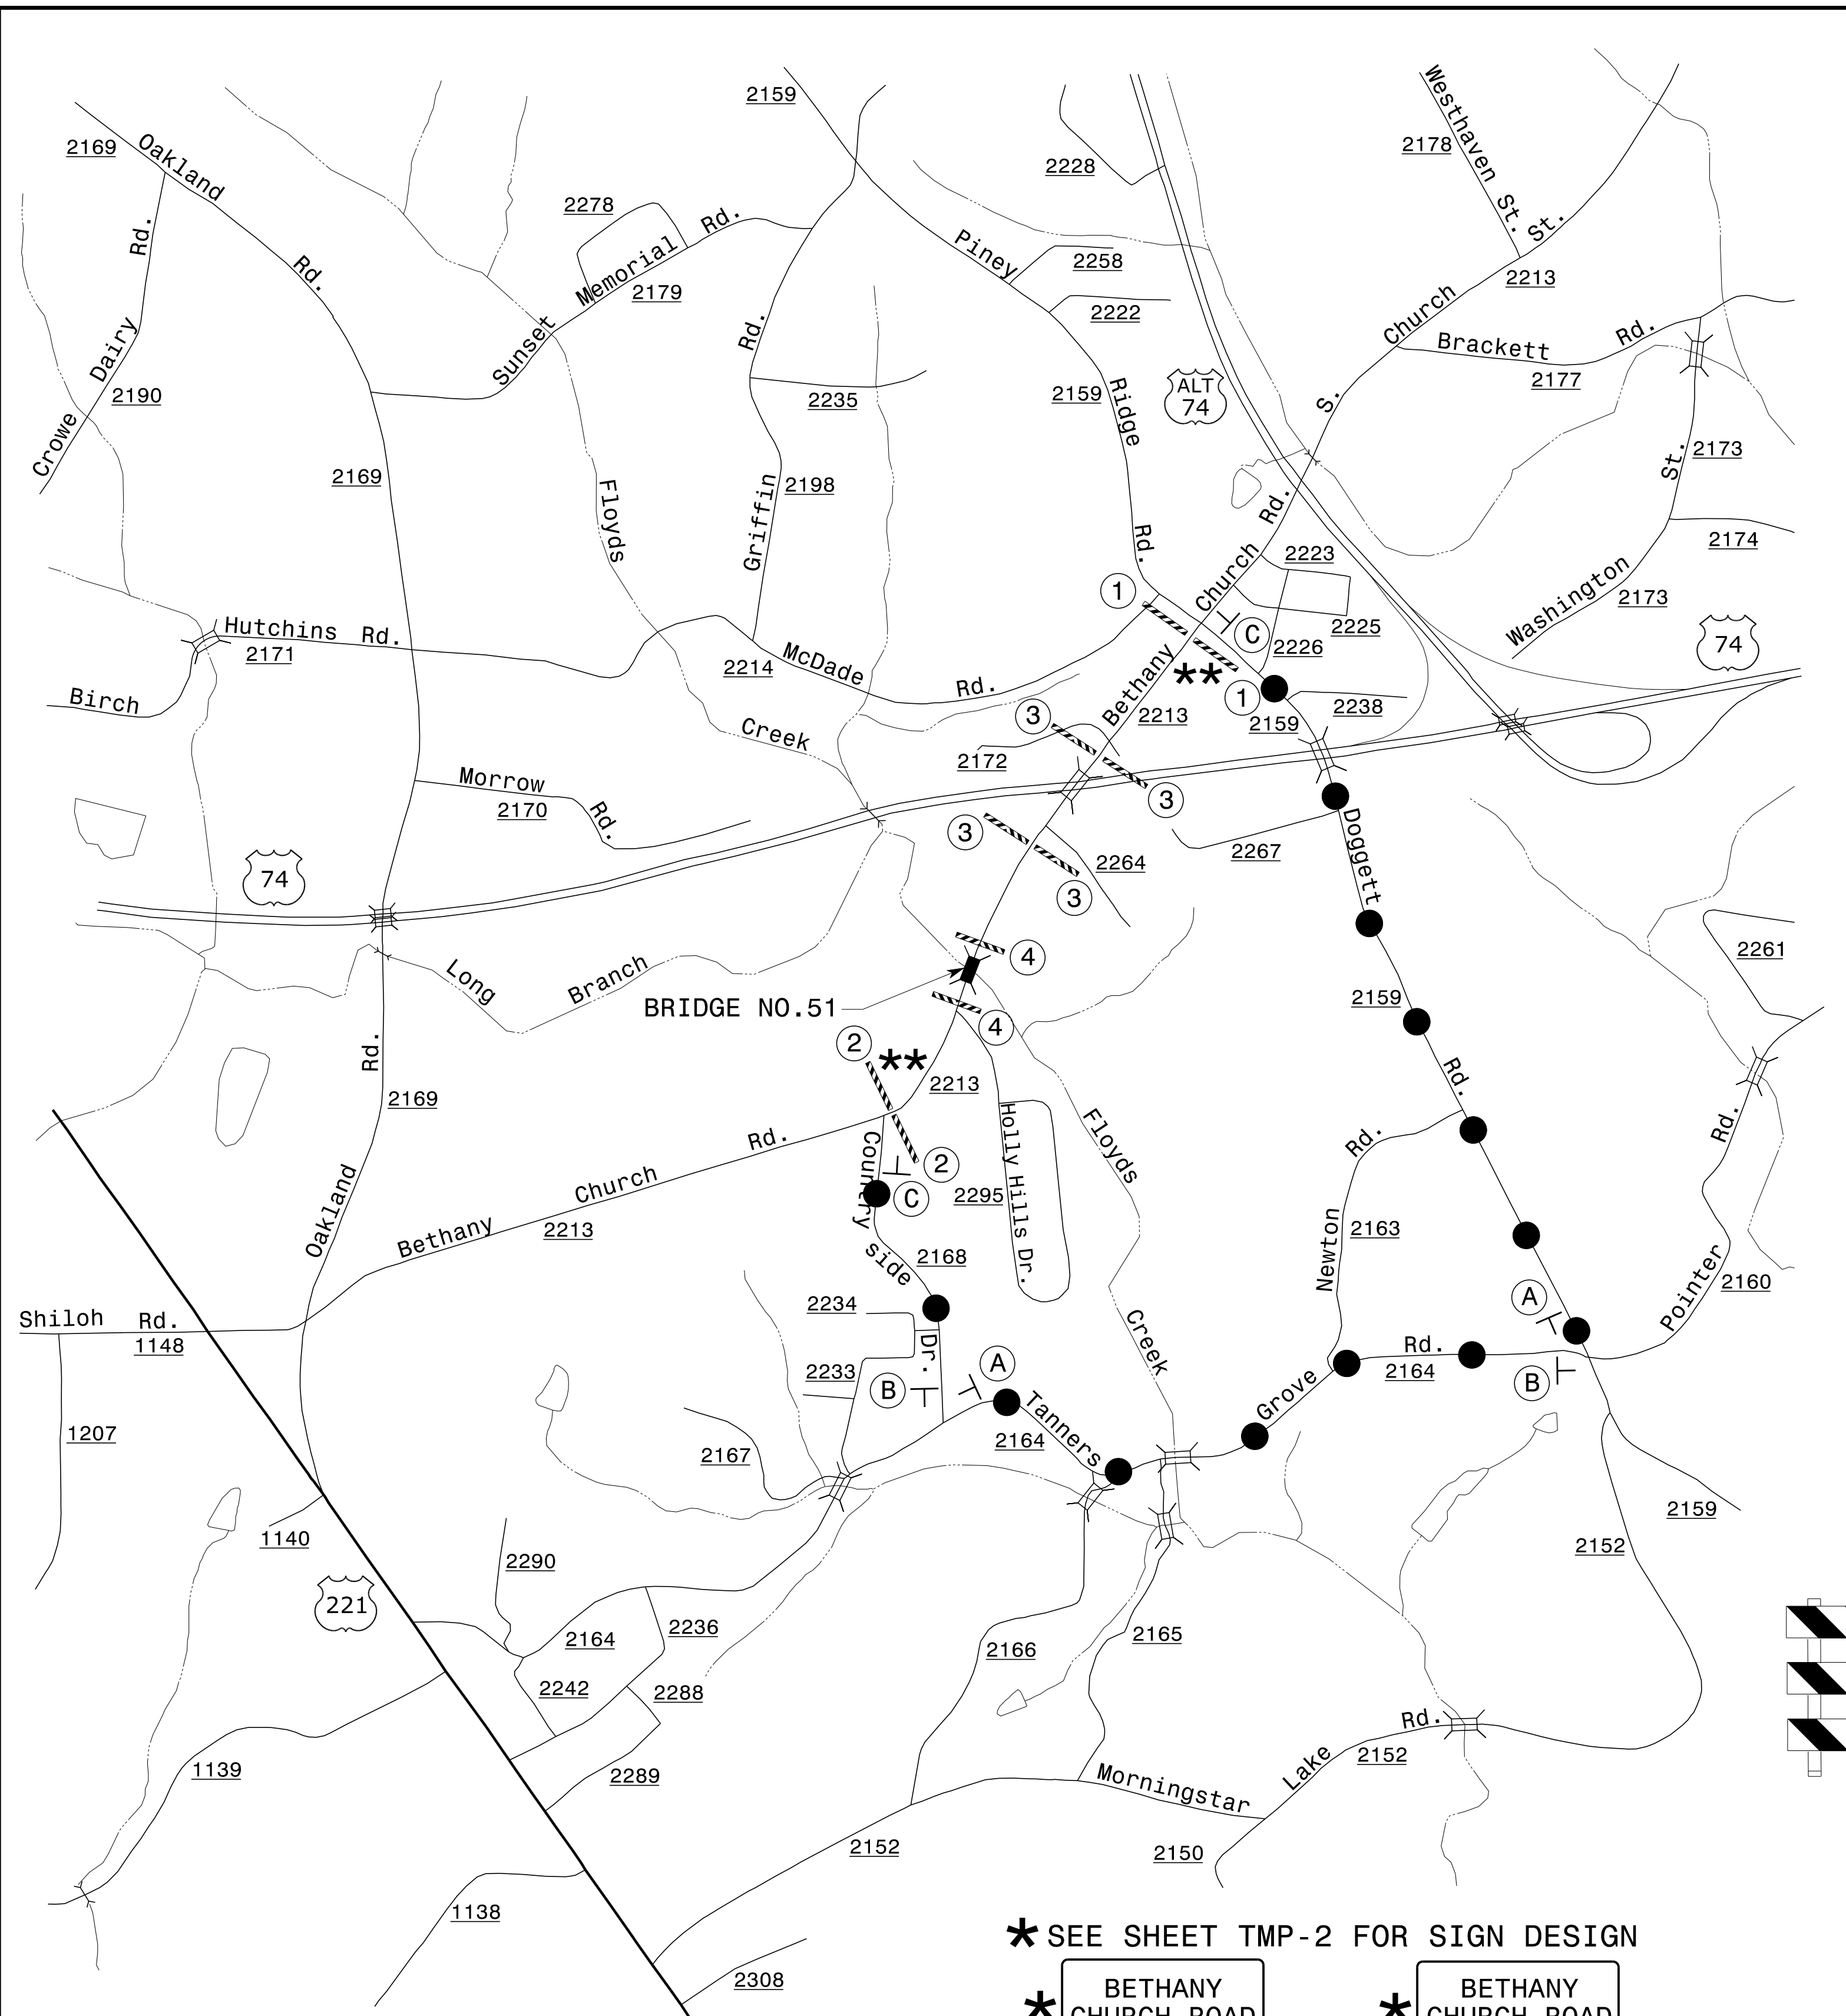 2159
Westhaven St.
2178
2169
Oakland Rd.
2228
2278
Rd.
Sunset Memorial Rd.
2179
Piney
2258
2222
Church St.
2213
Brackett Rd.
2177
Crowe Dairy
2190
Rd.
2235
2159
Ridge
ALT
74
S.
2169
Floyds
Griffin
2198
St.
2173
Rd.
Rd.
Church
2223
2174
Washington
2173
1
Hutchins Rd.
2171
McDade
2214
Rd.
Bethany
C
2225
2226
74
**
1
Birch
Creek
3
2213
2159
2238
2172
Morrow
2170
Rd.
3
Doggett
3
2264
2267
74
3
Long
Branch
4
2261
BRIDGE NO.51
2159
4
Rd.
2
**
2213
Rd.
2169
Holly Hills Dr.
Floyds
Rd.
Rd.
Country
side
Dr.
2
C
2295
Oakland
Bethany
Church
Rd.
2213
2168
Newton
2163
Pointer
2160
A
Shiloh Rd.
1148
2234
Creek
Rd.
2164
2233
B
A
B
Grove
1207
2167
Tanners
2164
1140
2290
2159
2152
221
2164
2236
2166
2165
2242
2288
1139
2289
Morningstar
Lake
Rd.
2152
2152
2150
1138
2308
* SEE SHEET TMP-2 FOR SIGN DESIGN
* BETHANY
CHURCH ROAD
* BETHANY
CHURCH ROAD